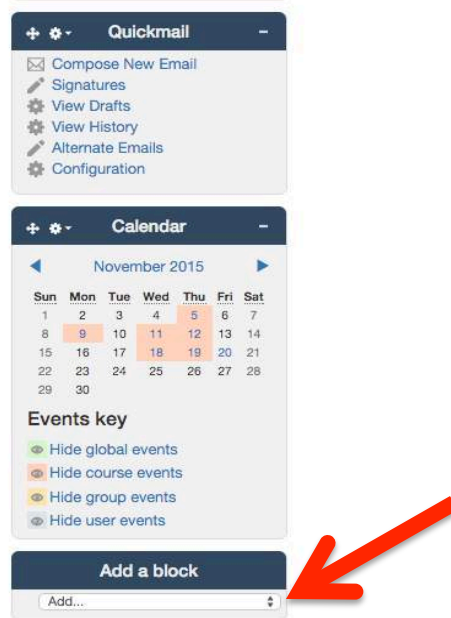 Quickmail
Compose New Email
Signatures
View Drafts
View History
Alternate Emails
Configuration
Calendar
November 2015
Sun Mon Tue Wed Thu Fri Sat
1 2 3 4 5 6 7
8 9 10 11 12 13 14
15 16 17 18 19 20 21
22 23 24 25 26 27 28
29 30
Events key
Hide global events
Hide course events
Hide group events
Hide user events
Add a block
Add...